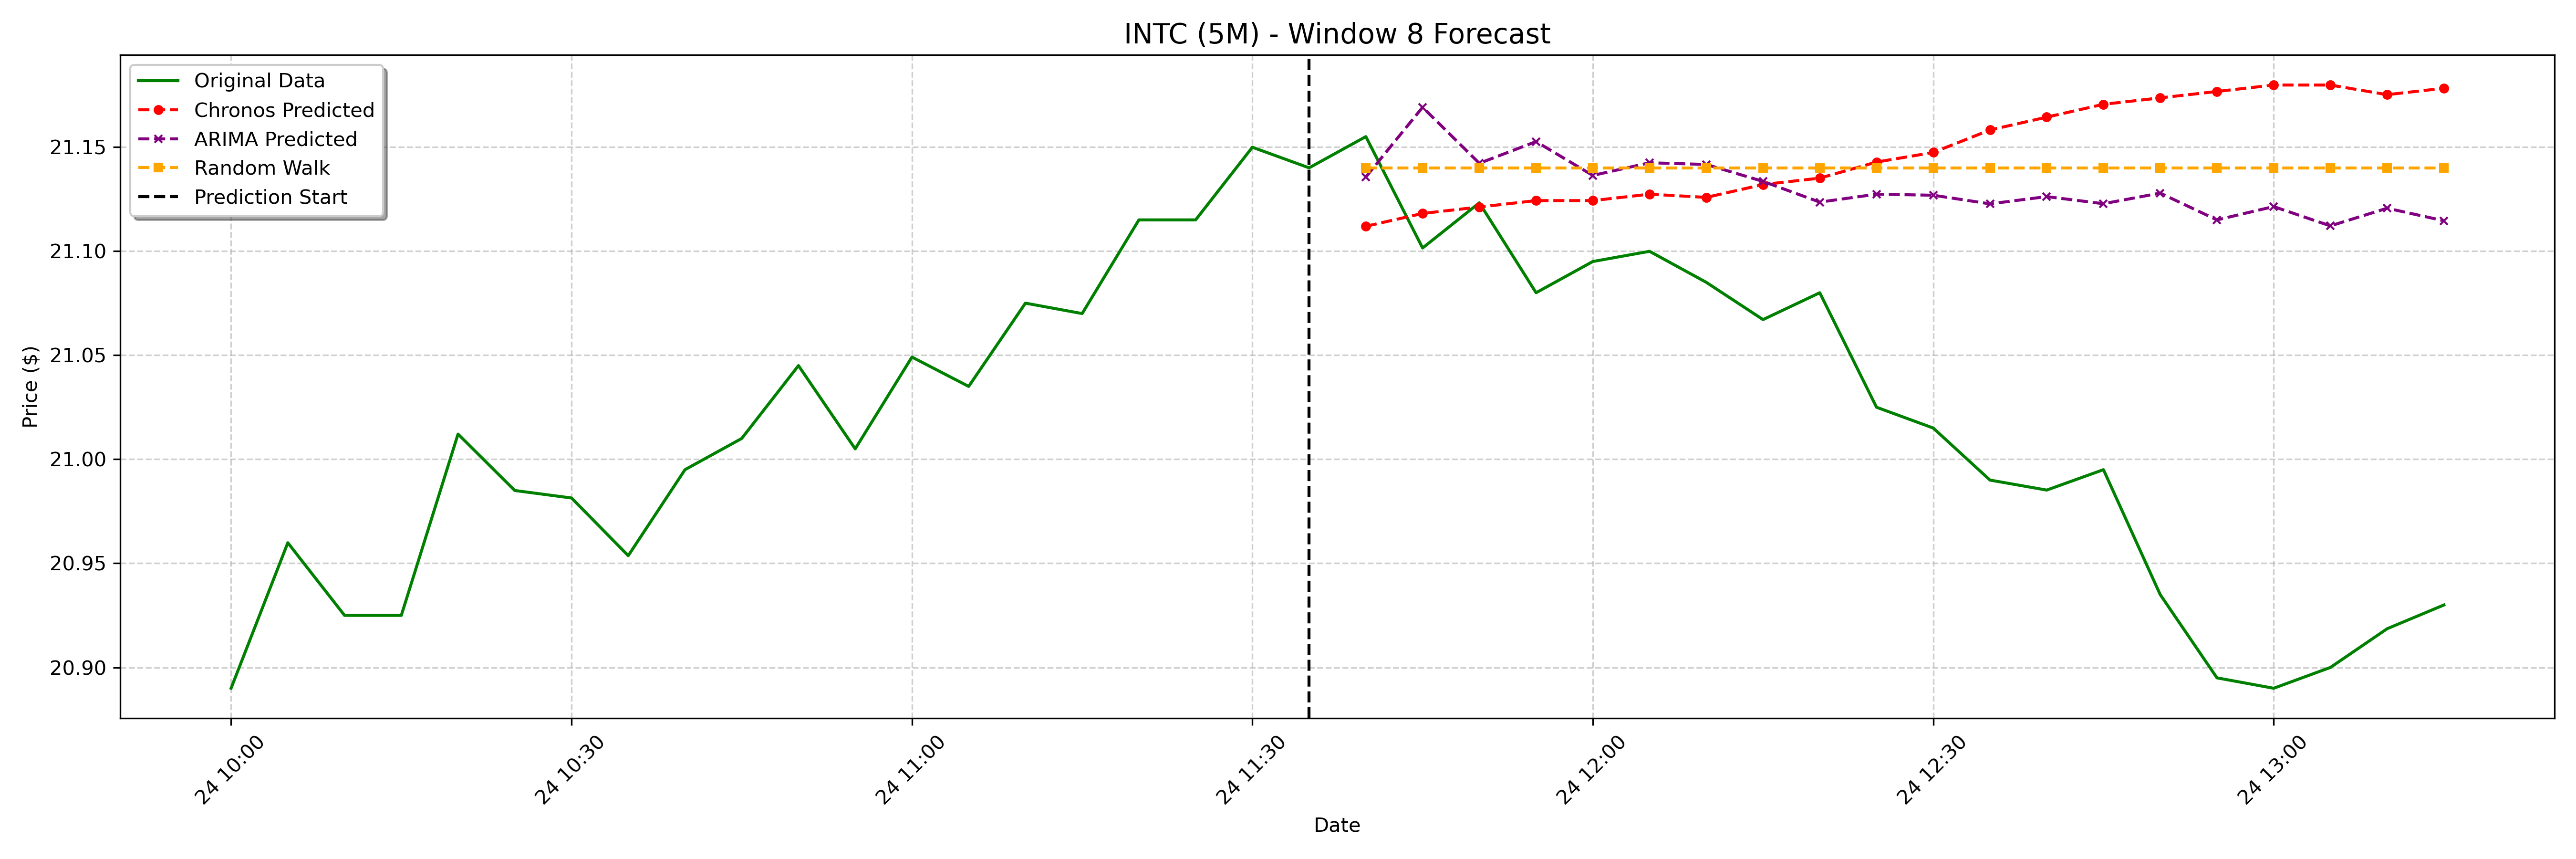 INTC (5M) - Window 8 Forecast
Original Data
Chronos Predicted
ARIMA Predicted
Random Walk
Prediction Start
Price ($)
21.15
21.10
21.05
21.00
20.95
20.90
24 10:00
24 10:30
24 11:00
24 11:30
24 12:00
24 12:30
24 13:00
Date